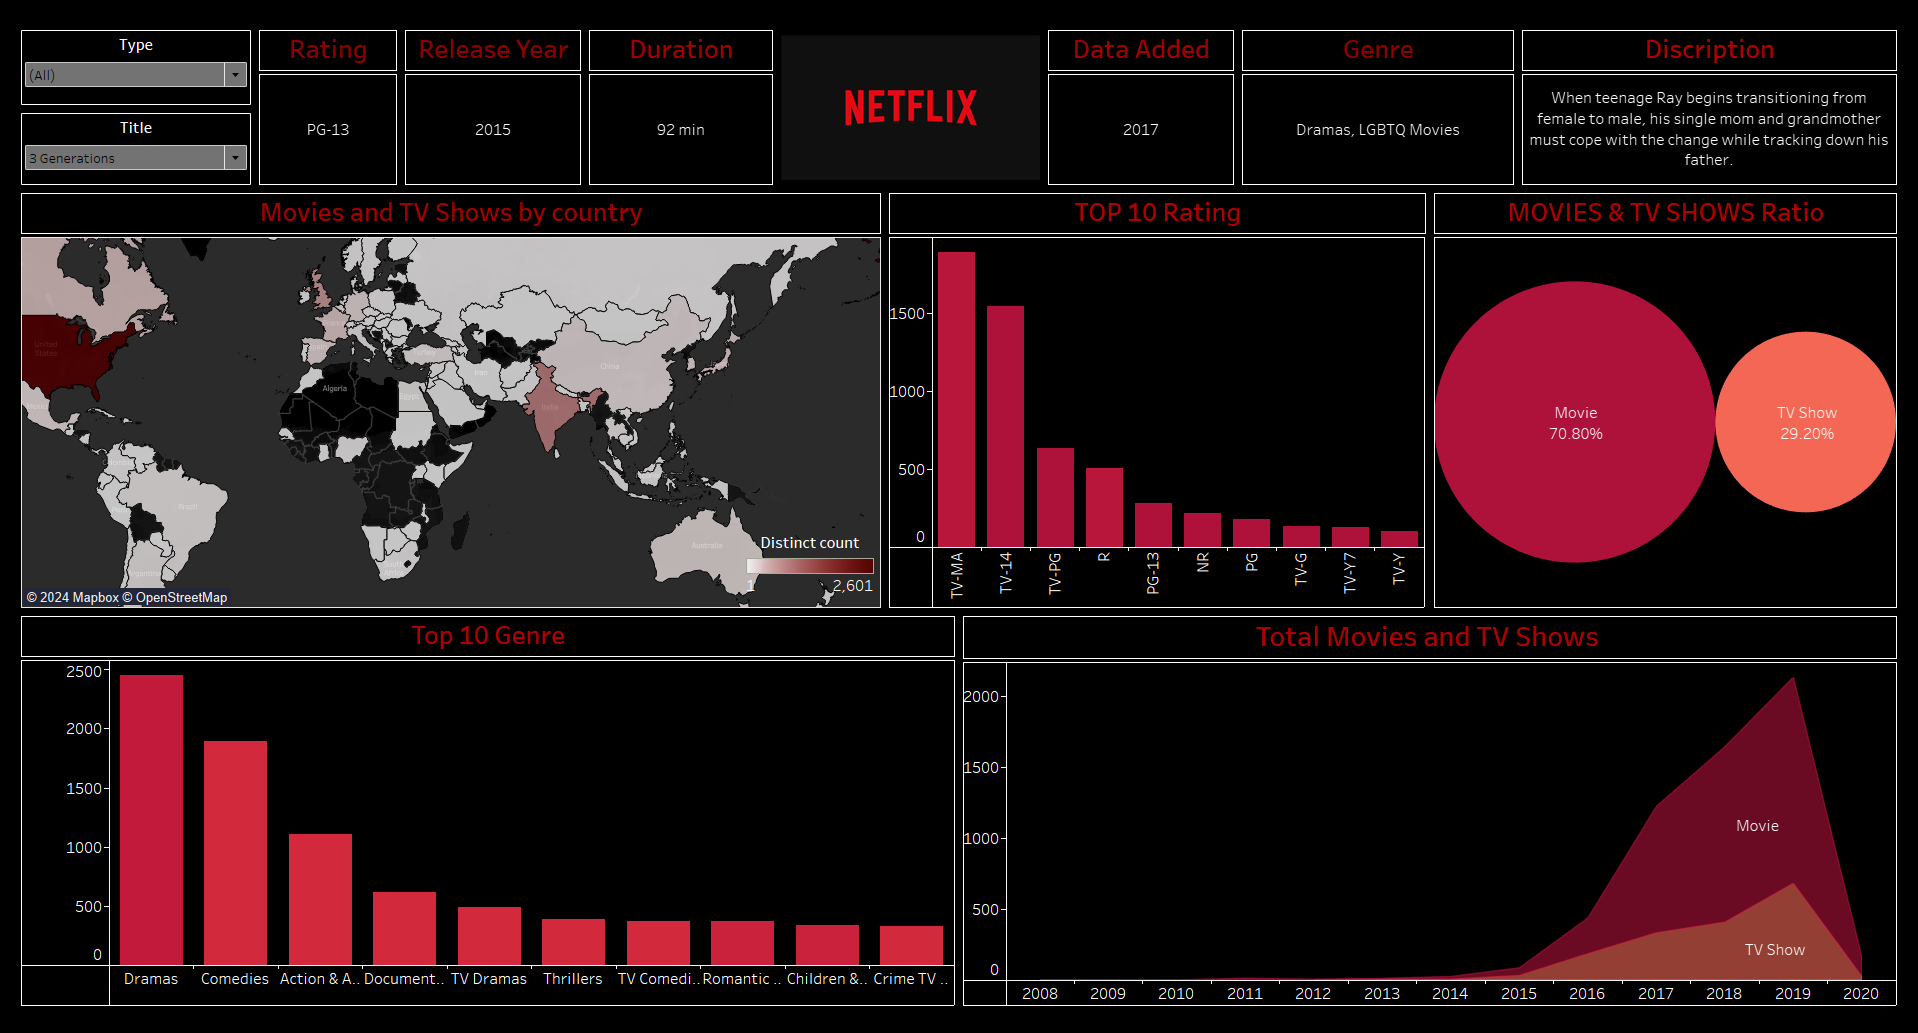 Type
(All)
Title
3 Generations
Rating
PG-13
Release Year
2015
Duration
92 min
NETFLIX
Data Added
2017
Genre
Dramas, LGBTQ Movies
Discription
When teenage Ray begins transitioning from
female to male, his single mom and grandmother
must cope with the change while tracking down his
father.
Movies and TV Shows by country
United
States
Algeria
Egypt
Iran
India
China
Brazil
Australia
Argentina
Distinct count
1
2,601
© 2024 Mapbox © OpenStreetMap
TOP 10 Rating
1500
1000
500
0
TV-MA
TV-14
TV-PG
R
PG-13
NR
PG
TV-G
TV-Y7
TV-Y
MOVIES & TV SHOWS Ratio
Movie
70.80%
TV Show
29.20%
Top 10 Genre
2500
2000
1500
1000
500
0
Dramas
Comedies
Action & A..
Document..
TV Dramas
Thrillers
TV Comedi..
Romantic ..
Children &..
Crime TV ..
Total Movies and TV Shows
2000
1500
1000
500
0
Movie
TV Show
2008
2009
2010
2011
2012
2013
2014
2015
2016
2017
2018
2019
2020